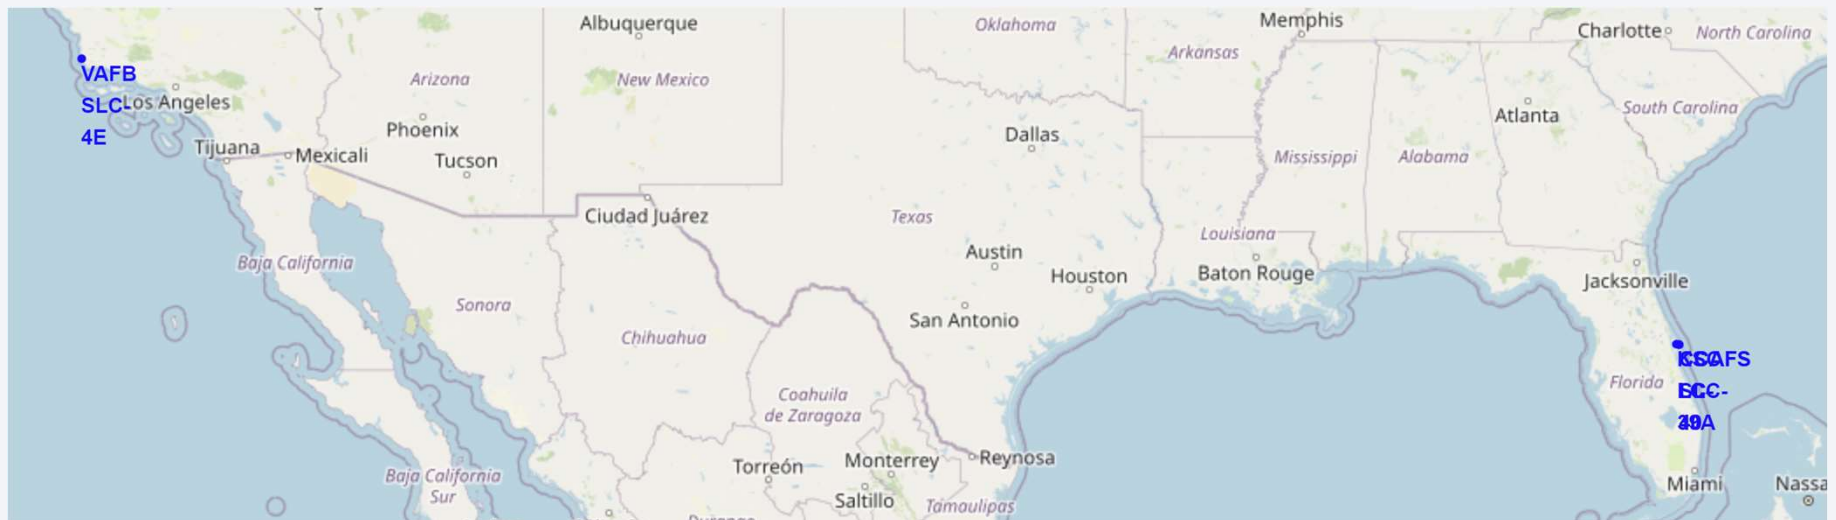 Albuquerque
Oklahoma
Memphis
Charlotte
North Carolina
Arkansas
VAFB
SLC-
4E
Los Angeles
Arizona
New Mexico
Atlanta
South Carolina
Phoenix
Dallas
Tijuana
Mexicali
Tucson
Mississippi
Alabama
Ciudad Juárez
Texas
Louisiana
Austin
Baja California
Houston
Baton Rouge
Jacksonville
Sonora
San Antonio
Chihuahua
Florida
Coahuila
de Zaragoza
Torreón
Monterrey
Reynosa
Baja California
Sur
Saltillo
Tamaulipas
Miami